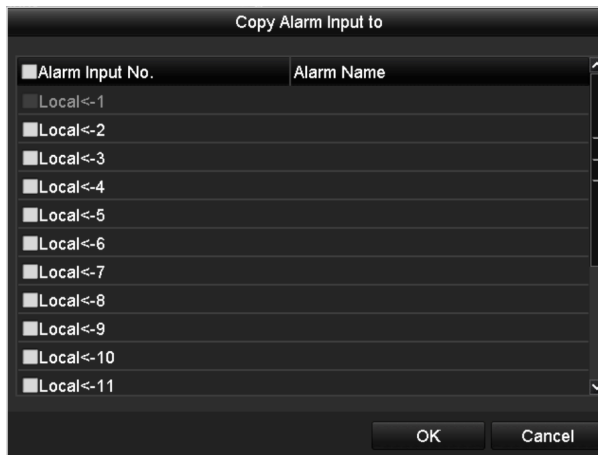 Copy Alarm Input to
Alarm Input No. Alarm Name
Local<-1
Local<-2
Local<-3
Local<-4
Local<-5
Local<-6
Local<-7
Local<-8
Local<-9
Local<-10
Local<-11
OK Cancel